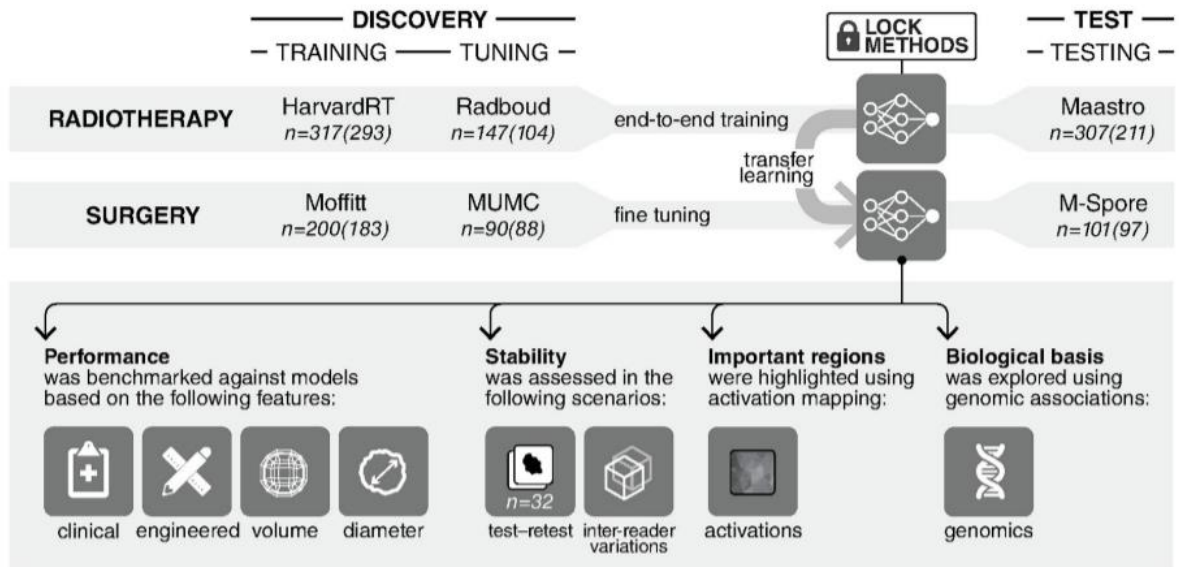 DISCOVERY
TRAINING
TUNING
LOCK
METHODS
TEST
TESTING
RADIOTHERAPY
HarvardRT
n=317(293)
Radboud
n=147(104)
end-to-end training
Maastro
n=307(211)
transfer
learning
SURGERY
Moffitt
n=200(183)
MUMC
n=90(88)
fine tuning
M-Spore
n=101(97)
Performance
was benchmarked against models
based on the following features:
clinical
engineered
volume
diameter
Stability
was assessed in the
following scenarios:
n=32
test–retest
inter-reader
variations
Important regions
were highlighted using
activation mapping:
activations
Biological basis
was explored using
genomic associations:
genomics